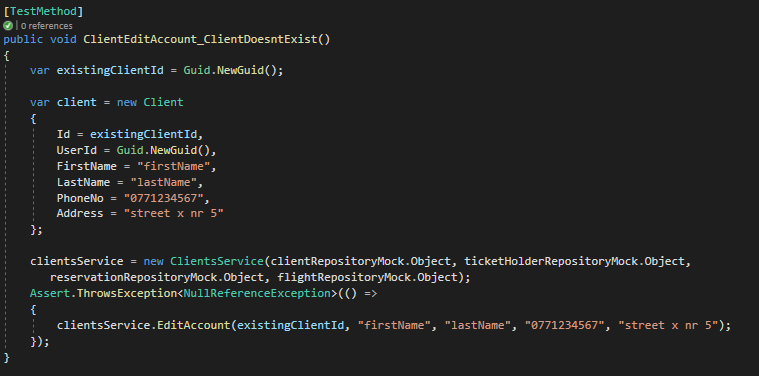 [TestMethod]
0 references
public void ClientEditAccount_ClientDoesntExist()
{
var existingClientId = Guid.NewGuid();
var client = new Client
{
Id = existingClientId,
UserId = Guid.NewGuid(),
FirstName = "firstName",
LastName = "lastName",
PhoneNo = "0771234567",
Address = "street x nr 5"
};
clientsService = new ClientsService(clientRepositoryMock.Object, ticketHolderRepositoryMock.Object,
reservationRepositoryMock.Object, flightRepositoryMock.Object);
Assert.ThrowsException<NullReferenceException>(() =>
{
clientsService.EditAccount(existingClientId, "firstName", "lastName", "0771234567", "street x nr 5");
});
}